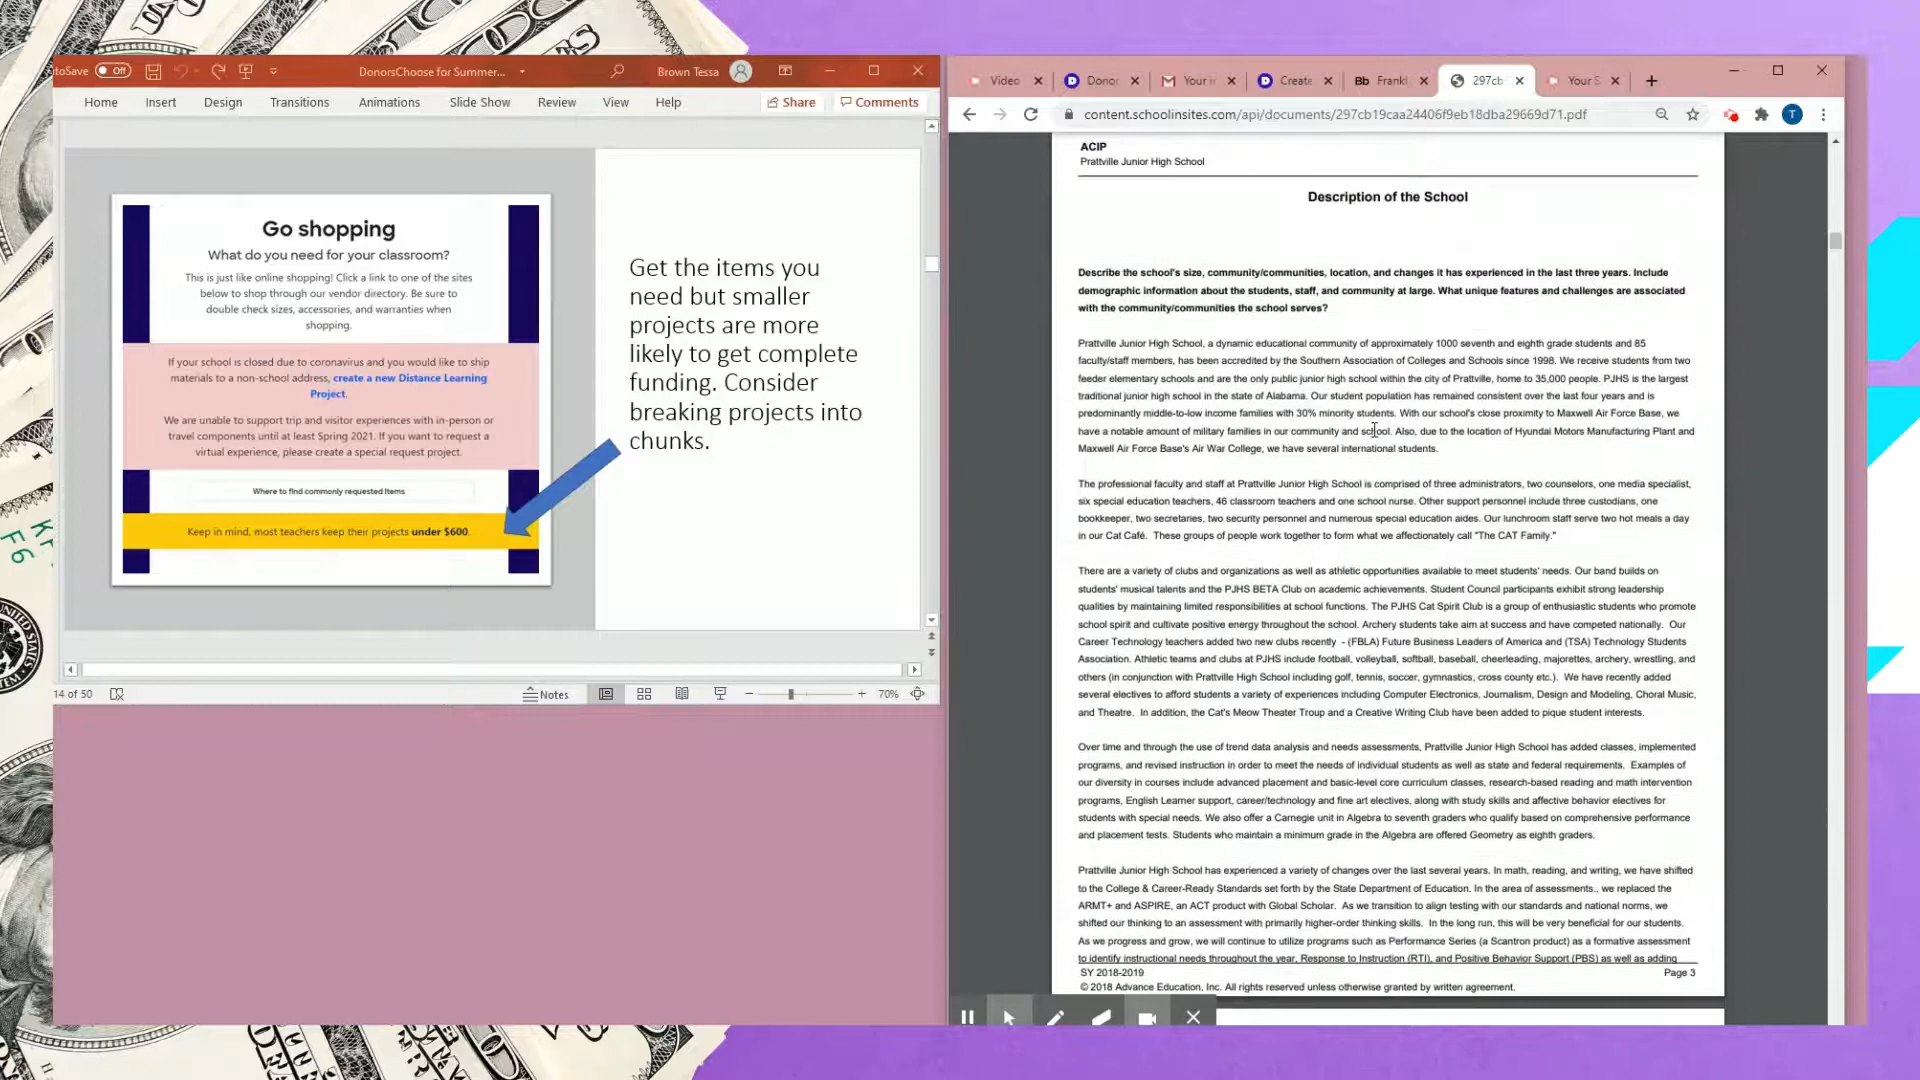 toSave Off DonorsChoose for Summer... Brown Tessa
Home Insert Design Transitions Animations Slide Show Review View Help Share Comments
Go shopping
What do you need for your classroom?
This is just like online shopping! Click a link to one of the sites
below to shop through our vendor directory. Be sure to
double check sizes, accessories, and warranties when
shopping.
If your school is closed due to coronavirus and you would like to ship
materials to a non-school address, create a new Distance Learning
Project.
We are unable to support trip and visitor experiences with in-person or
travel components until at least Spring 2021. If you want to request a
virtual experience, please create a special request project.
Where to find commonly requested Items
Keep in mind, most teachers keep their projects under $600.
Get the items you
need but smaller
projects are more
likely to get complete
funding. Consider
breaking projects into
chunks.
14 of 50 Notes 70%
Video Donor Your i Create Bb Frankl 297cb Your S
content.schoolinsites.com/api/documents/297cb19caa24406f9eb18dba29669d71.pdf T
ACIP
Prattville Junior High School
Description of the School
Describe the school's size, community/communities, location, and changes it has experienced in the last three years. Include
demographic information about the students, staff, and community at large. What unique features and challenges are associated
with the community/communities the school serves?
Prattville Junior High School, a dynamic educational community of approximately 1000 seventh and eighth grade students and 85
faculty/staff members, has been accredited by the Southern Association of Colleges and Schools since 1998. We receive students from two
feeder elementary schools and are the only public junior high school within the city of Prattville, home to 35,000 people. PJHS is the largest
traditional junior high school in the state of Alabama. Our student population has remained consistent over the last four years and is
predominantly middle-to-low income families with 30% minority students. With our school's close proximity to Maxwell Air Force Base, we
have a notable amount of military families in our community and school. Also, due to the location of Hyundai Motors Manufacturing Plant and
Maxwell Air Force Base's Air War College, we have several international students.
The professional faculty and staff at Prattville Junior High School is comprised of three administrators, two counselors, one media specialist,
six special education teachers, 46 classroom teachers and one school nurse. Other support personnel include three custodians, one
bookkeeper, two secretaries, two security personnel and numerous special education aides. Our lunchroom staff serve two hot meals a day
in our Cat Café. These groups of people work together to form what we affectionately call "The CAT Family."
There are a variety of clubs and organizations as well as athletic opportunities available to meet students' needs. Our band builds on
students' musical talents and the PJHS BETA Club on academic achievements. Student Council participants exhibit strong leadership
qualities by maintaining limited responsibilities at school functions. The PJHS Cat Spirit Club is a group of enthusiastic students who promote
school spirit and cultivate positive energy throughout the school. Archery students take aim at success and have competed nationally. Our
Career Technology teachers added two new clubs recently - (FBLA) Future Business Leaders of America and (TSA) Technology Students
Association. Athletic teams and clubs at PJHS include football, volleyball, softball, baseball, cheerleading, majorettes, archery, wrestling, and
others (in conjunction with Prattville High School including golf, tennis, soccer, gymnastics, cross county etc.). We have recently added
several electives to afford students a variety of experiences including Computer Electronics, Journalism, Design and Modeling, Choral Music,
and Theatre. In addition, the Cat's Meow Theater Troup and a Creative Writing Club have been added to pique student interests.
Over time and through the use of trend data analysis and needs assessments, Prattville Junior High School has added classes, implemented
programs, and revised instruction in order to meet the needs of individual students as well as state and federal requirements. Examples of
our diversity in courses include advanced placement and basic-level core curriculum classes, research-based reading and math intervention
programs, English Learner support, career/technology and fine art electives, along with study skills and affective behavior electives for
students with special needs. We also offer a Carnegie unit in Algebra to seventh graders who qualify based on comprehensive performance
and placement tests. Students who maintain a minimum grade in the Algebra are offered Geometry as eighth graders.
Prattville Junior High School has experienced a variety of changes over the last several years. In math, reading, and writing, we have shifted
to the College & Career-Ready Standards set forth by the State Department of Education. In the area of assessments., we replaced the
ARMT+ and ASPIRE, an ACT product with Global Scholar. As we transition to align testing with our standards and national norms, we
shifted our thinking to an assessment with primarily higher-order thinking skills. In the long run, this will be very beneficial for our students.
As we progress and grow, we will continue to utilize programs such as Performance Series (a Scantron product) as a formative assessment
to identify instructional needs throughout the year, Response to Instruction (RTI), and Positive Behavior Support (PBS) as well as adding
SY 2018-2019 Page 3
© 2018 Advance Education, Inc. All rights reserved unless otherwise granted by written agreement.
F6